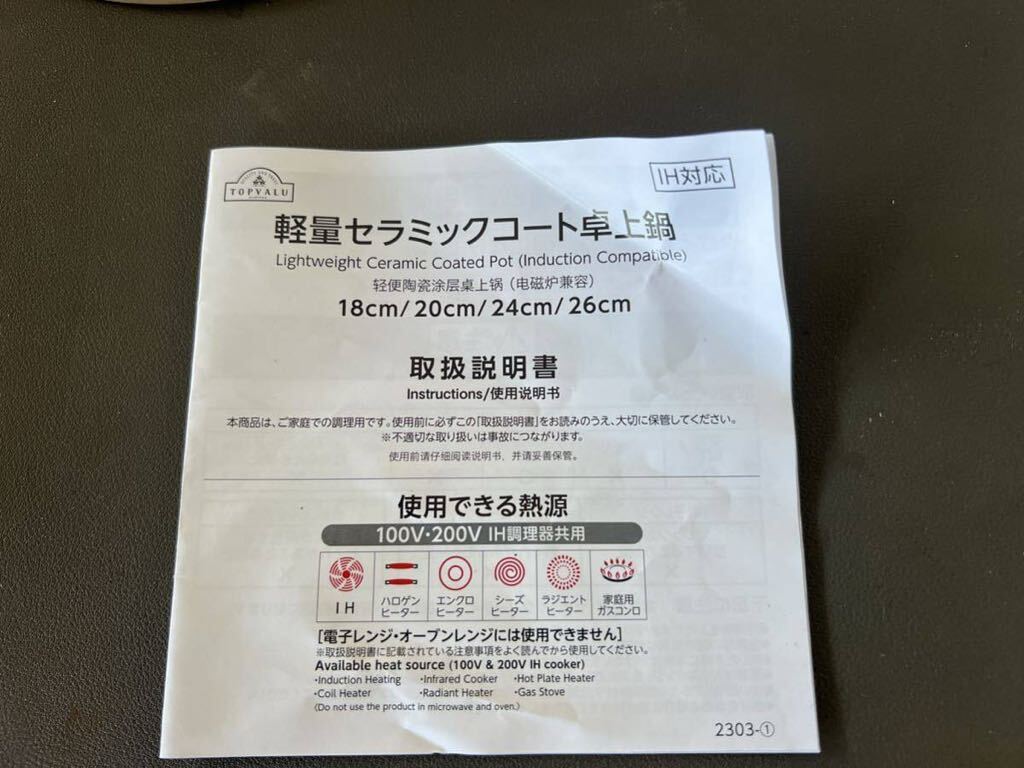 TOPVALU
IH対応
軽量セラミックコート卓上鍋
Lightweight Ceramic Coated Pot (Induction Compatible)
轻便陶瓷涂层桌上锅（电磁炉兼容）
18cm/20cm/24cm/26cm
取扱説明書
Instructions/使用说明书
本商品は、ご家庭での調理用です。使用前に必ずこの「取扱説明書」をお読みのうえ、大切に保管してください。
※不適切な取り扱いは事故につながります。
使用前请仔细阅读说明书，并请妥善保管。
使用できる熱源
100V・200V IH調理器共用
IH
ハロゲンヒーター
エンクロヒーター
シーズヒーター
ラジエントヒーター
家庭用ガスコンロ
[電子レンジ・オーブンレンジには使用できません]
※取扱説明書に記載されている注意事項をよく読んでから使用してください。
Available heat source (100V & 200V IH cooker)
・Induction Heating ・Infrared Cooker ・Hot Plate Heater
・Coil Heater ・Radiant Heater ・Gas Stove
(Do not use the product in microwave and oven.)
2303-①